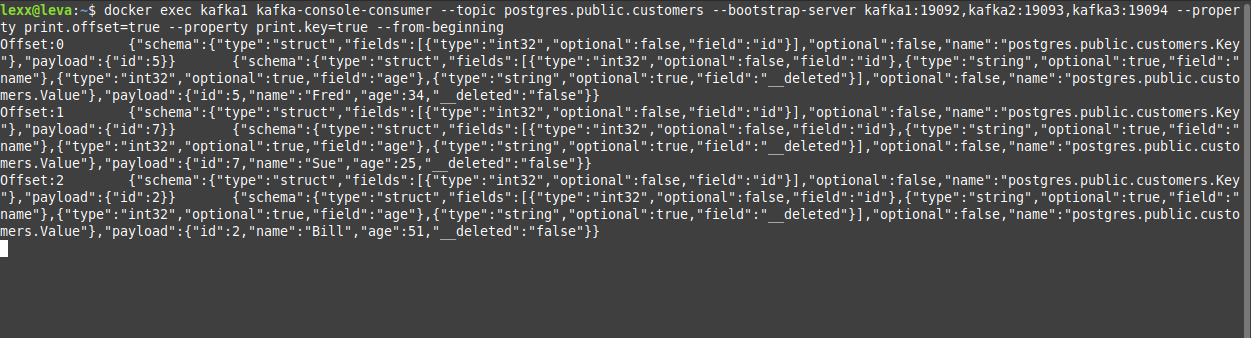 lexx@leva:~$ docker exec kafka1 kafka-console-consumer --topic postgres.public.customers --bootstrap-server kafka1:19092,kafka2:19093,kafka3:19094 --proper
ty print.offset=true --property print.key=true --from-beginning
Offset:0	{"schema":{"type":"struct","fields":[{"type":"int32","optional":false,"field":"id"}],"optional":false,"name":"postgres.public.customers.Key
"},"payload":{"id":5}}	{"schema":{"type":"struct","fields":[{"type":"int32","optional":false,"field":"id"},{"type":"string","optional":true,"field":"
name"},{"type":"int32","optional":true,"field":"age"},{"type":"string","optional":true,"field":"__deleted"}],"optional":false,"name":"postgres.public.custo
mers.Value"},"payload":{"id":5,"name":"Fred","age":34,"__deleted":"false"}}
Offset:1	{"schema":{"type":"struct","fields":[{"type":"int32","optional":false,"field":"id"}],"optional":false,"name":"postgres.public.customers.Key
"},"payload":{"id":7}}	{"schema":{"type":"struct","fields":[{"type":"int32","optional":false,"field":"id"},{"type":"string","optional":true,"field":"
name"},{"type":"int32","optional":true,"field":"age"},{"type":"string","optional":true,"field":"__deleted"}],"optional":false,"name":"postgres.public.custo
mers.Value"},"payload":{"id":7,"name":"Sue","age":25,"__deleted":"false"}}
Offset:2	{"schema":{"type":"struct","fields":[{"type":"int32","optional":false,"field":"id"}],"optional":false,"name":"postgres.public.customers.Key
"},"payload":{"id":2}}	{"schema":{"type":"struct","fields":[{"type":"int32","optional":false,"field":"id"},{"type":"string","optional":true,"field":"
name"},{"type":"int32","optional":true,"field":"age"},{"type":"string","optional":true,"field":"__deleted"}],"optional":false,"name":"postgres.public.custo
mers.Value"},"payload":{"id":2,"name":"Bill","age":51,"__deleted":"false"}}